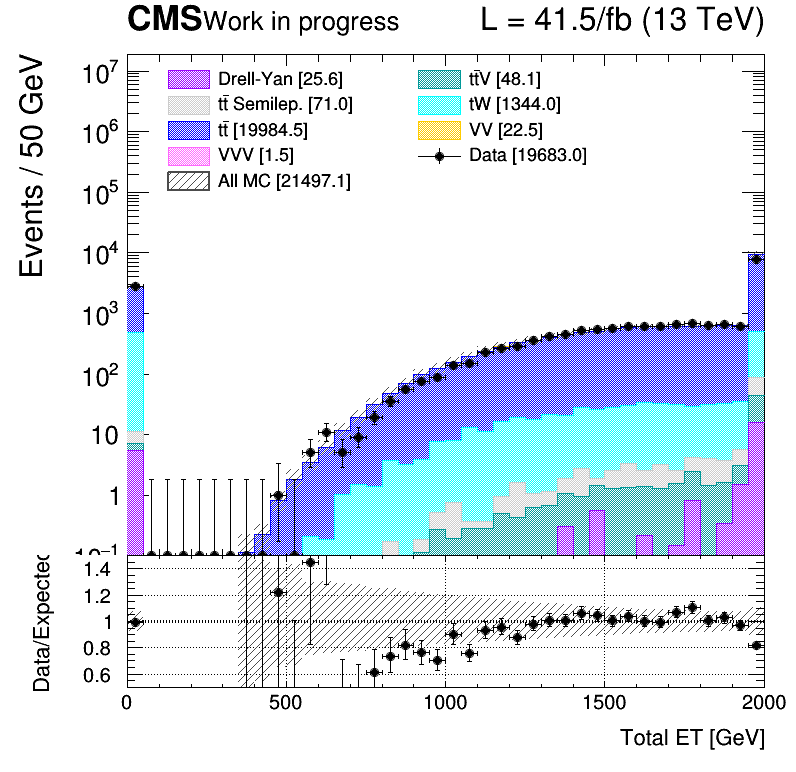 CMS Work in progress L = 41.5/fb (13 TeV)
Events / 50 GeV
10⁷
10⁶
10⁵
10⁴
10³
10²
10
1
10⁻¹
Drell-Yan [25.6]
tt̄ Semilep. [71.0]
tt̄ [19984.5]
VVV [1.5]
All MC [21497.1]
tt̄V [48.1]
tW [1344.0]
VV [22.5]
Data [19683.0]
Data/Expected
1.4
1.2
1
0.8
0.6
0 500 1000 1500 2000
Total ET [GeV]